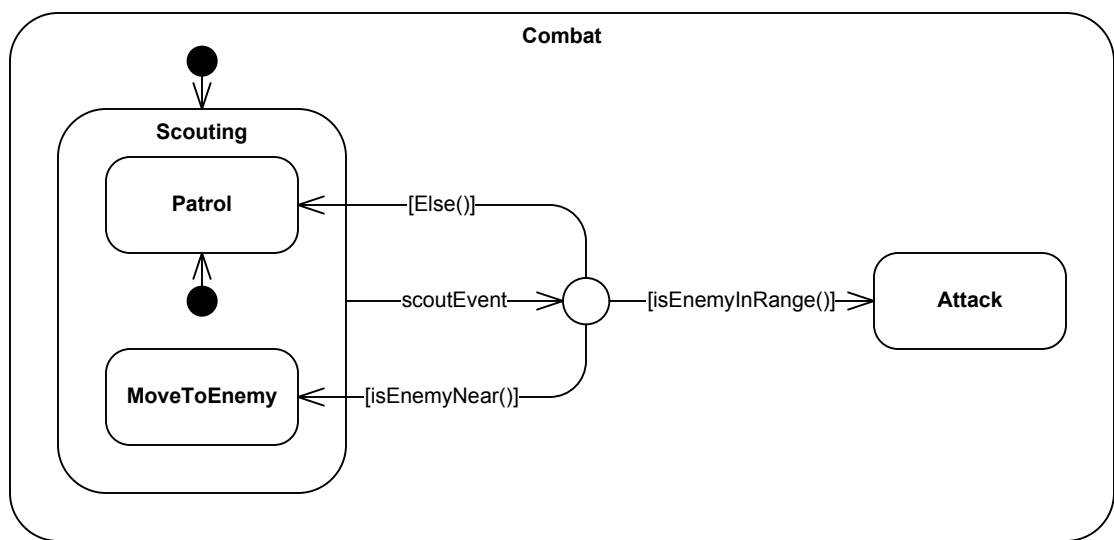 Combat
Scouting
Patrol
[Else()]
scoutEvent
[isEnemyInRange()]
Attack
MoveToEnemy
[isEnemyNear()]